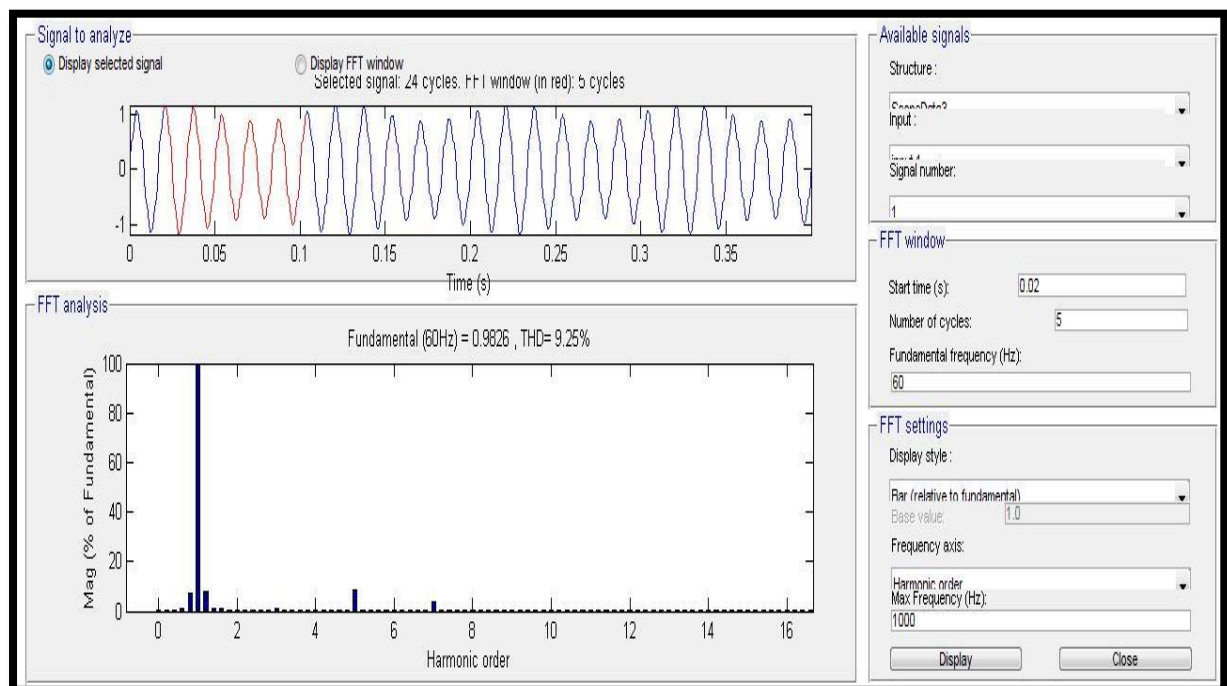 Signal to analyze
Display selected signal
Display FFT window
Selected signal: 24 cycles. FFT window (in red): 5 cycles
1
0
-1
0 0.05 0.1 0.15 0.2 0.25 0.3 0.35
Time (s)
FFT analysis
Fundamental (60Hz) = 0.9826 , THD= 9.25%
Mag (% of Fundamental)
100
80
60
40
20
0
0 2 4 6 8 10 12 14 16
Harmonic order
Available signals
Structure :
ScopeData3
Input :
Signal number:
1
FFT window
Start time (s): 0.02
Number of cycles: 5
Fundamental frequency (Hz):
60
FFT settings
Display style :
Bar (relative to fundamental)
Base value: 1.0
Frequency axis:
Harmonic order
Max Frequency (Hz):
1000
Display Close